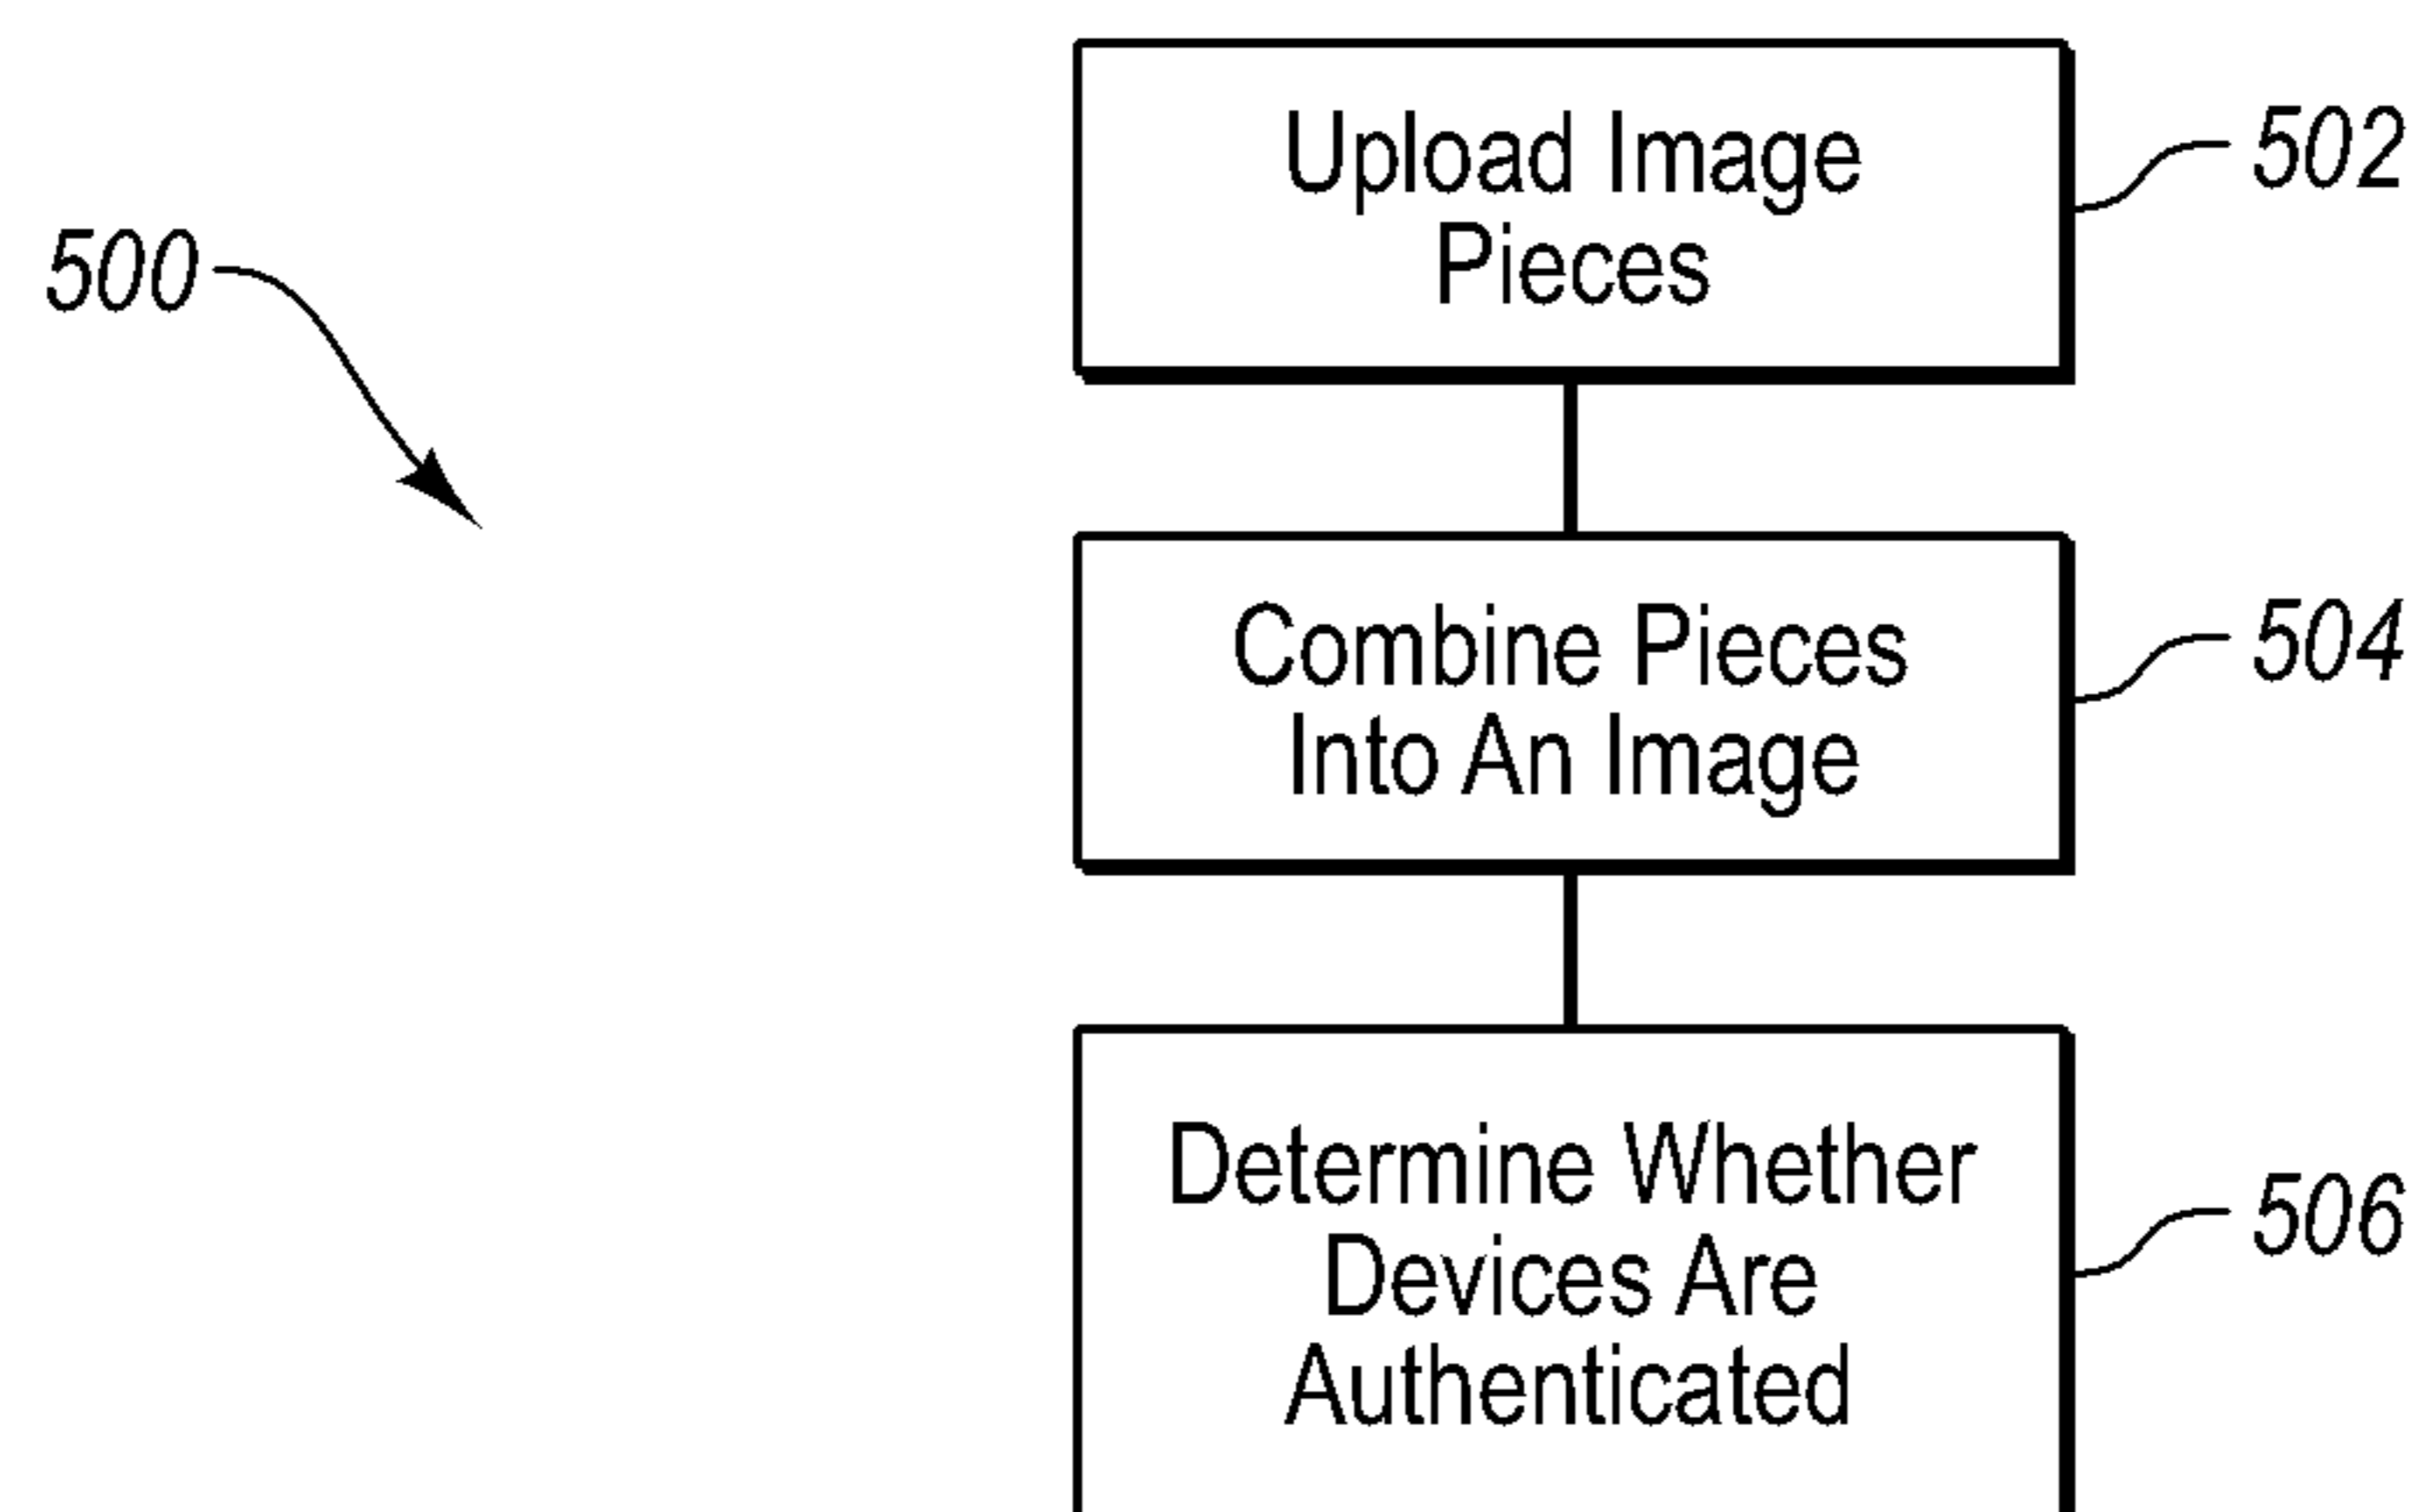 Upload Image
Pieces
502
500
Combine Pieces
Into An Image
504
Determine Whether
Devices Are
Authenticated
506